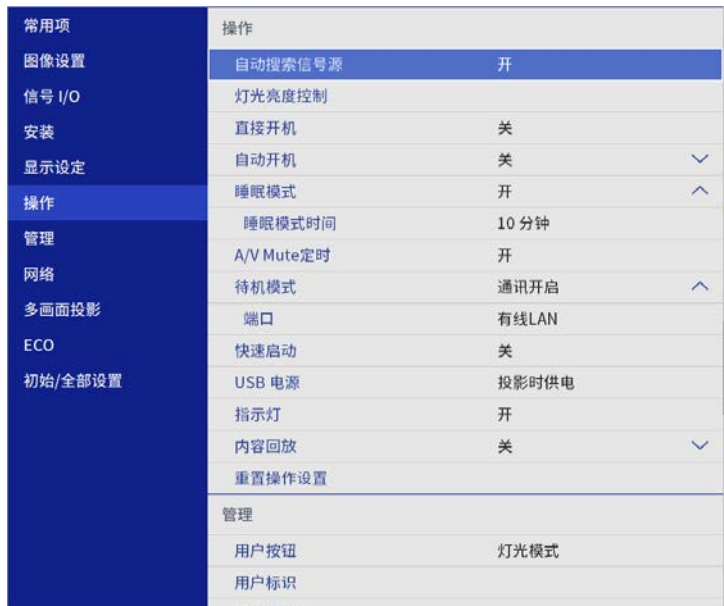 常用项
图像设置
信号 I/O
安装
显示设定
操作
管理
网络
多画面投影
ECO
初始/全部设置
操作
自动搜索信号源 开
灯光亮度控制
直接开机 关
自动开机 关
睡眠模式 开
睡眠模式时间 10 分钟
A/V Mute定时 开
待机模式 通讯开启
端口 有线LAN
快速启动 关
USB 电源 投影时供电
指示灯 开
内容回放 关
重置操作设置
管理
用户按钮 灯光模式
用户标识